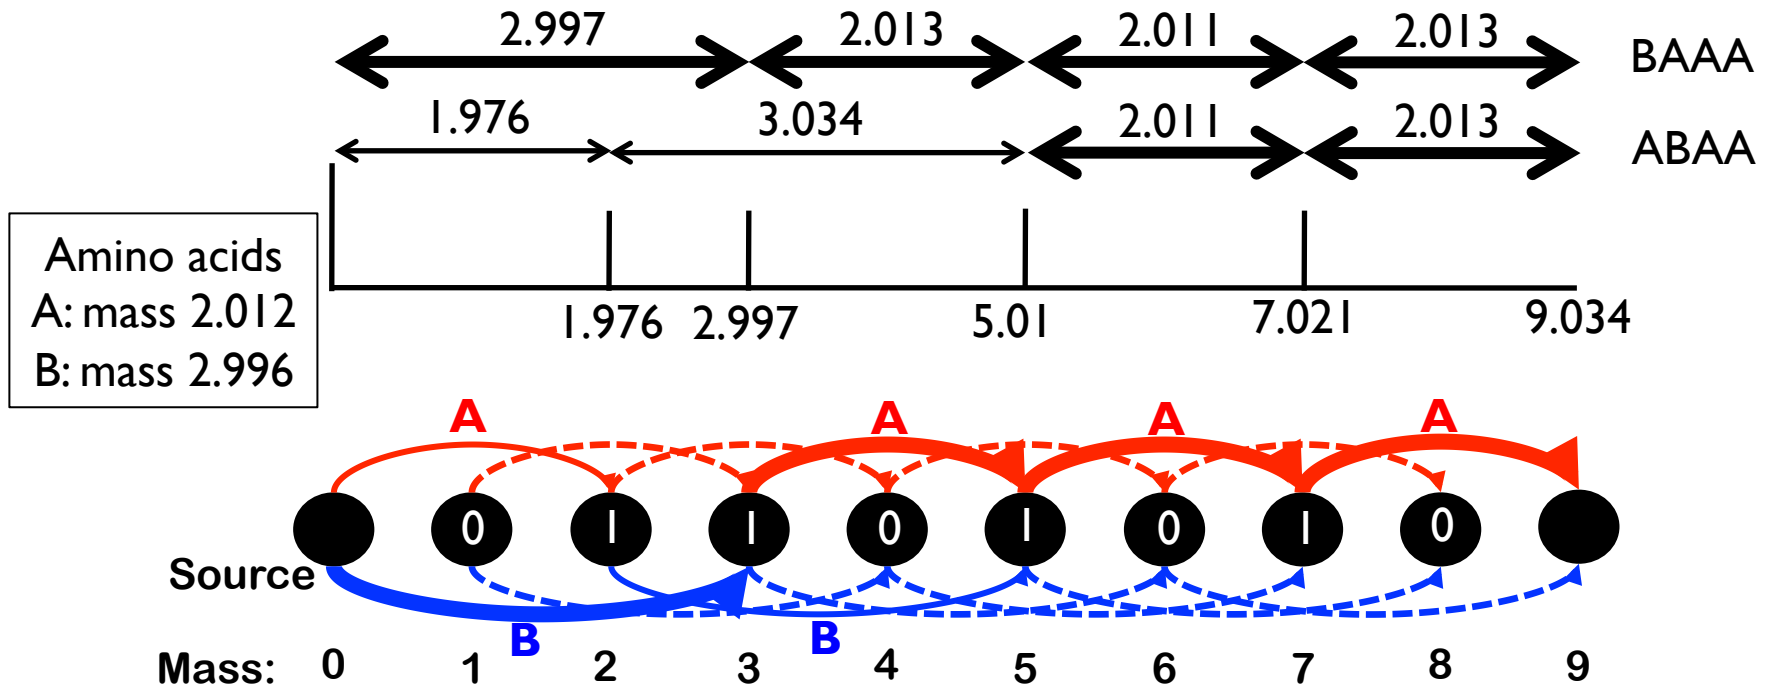 2.997 2.013 2.011 2.013 BAAA
1.976 3.034 2.011 2.013 ABAA
Amino acids
A: mass 2.012
B: mass 2.996
1.976 2.997 5.01 7.021 9.034
A A A A
0 1 1 0 1 0 1 0
Source
B B
Mass: 0 1 2 3 4 5 6 7 8 9